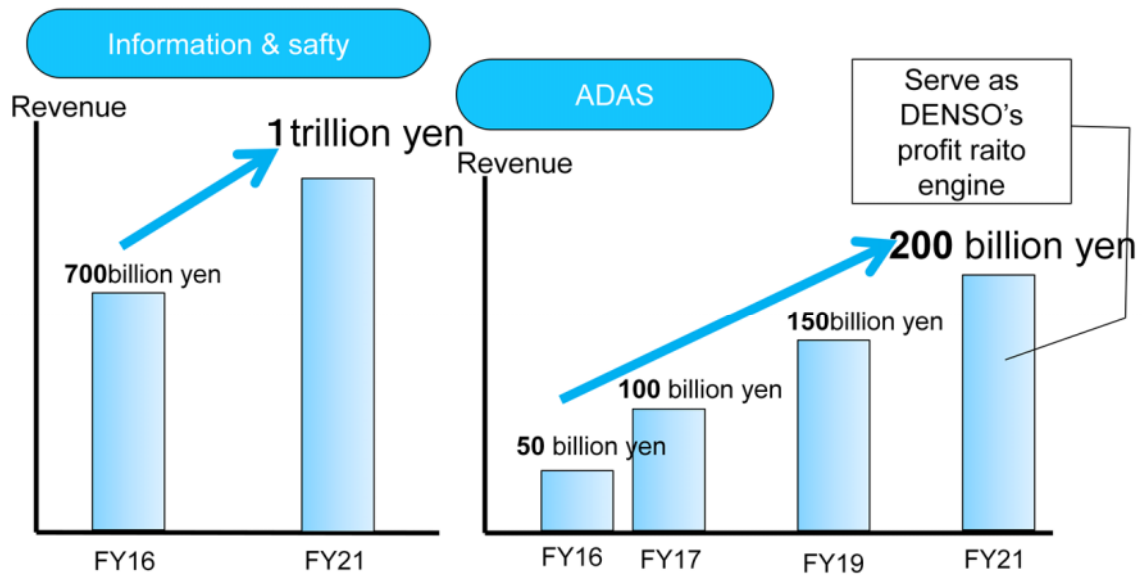 Information & safty
Revenue
1 trillion yen
700billion yen
FY16
FY21
ADAS
Revenue
Serve as
DENSO's
profit raito
engine
200 billion yen
150billion yen
100 billion yen
50 billion yen
FY16
FY17
FY19
FY21